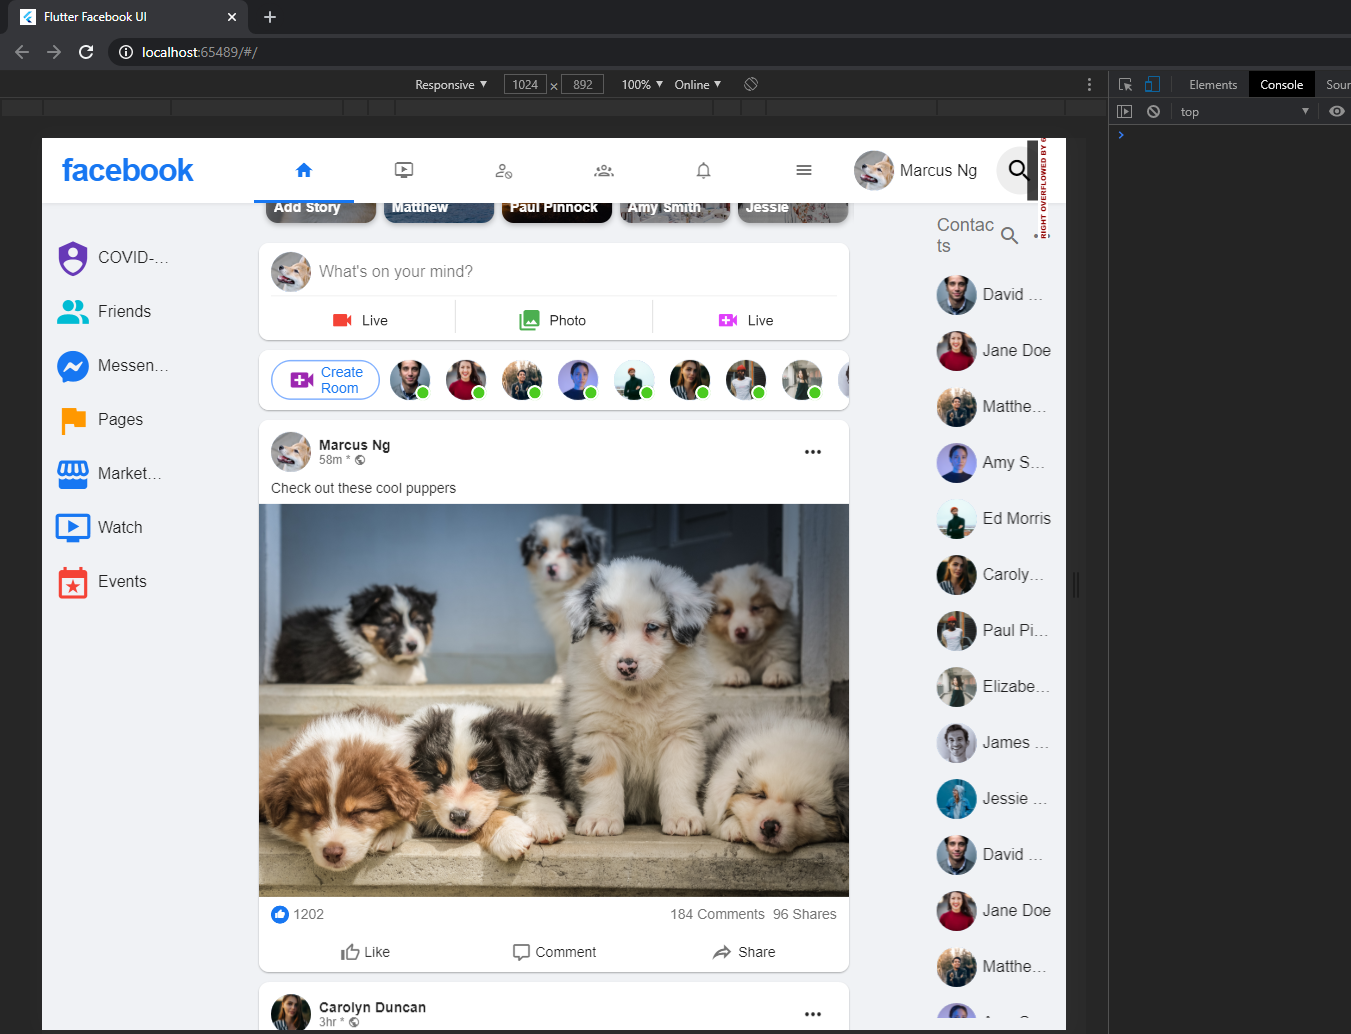 Flutter Facebook UI
localhost:65489/#/
Responsive 1024 × 892 100% Online
Elements Console
top
facebook
Marcus Ng
RIGHT OVERFLOWED BY
Add Story Matthew Paul Pinnock Amy Smith Jessie
COVID-...
Friends
Messen...
Pages
Market...
Watch
Events
What's on your mind?
Live Photo Live
Create
Room
Marcus Ng
58m *
Check out these cool puppers
1202 184 Comments 96 Shares
Like Comment Share
Carolyn Duncan
3hr *
Contac
ts
David ...
Jane Doe
Matthe...
Amy S...
Ed Morris
Caroly...
Paul Pi...
Elizabe...
James ...
Jessie ...
David ...
Jane Doe
Matthe...